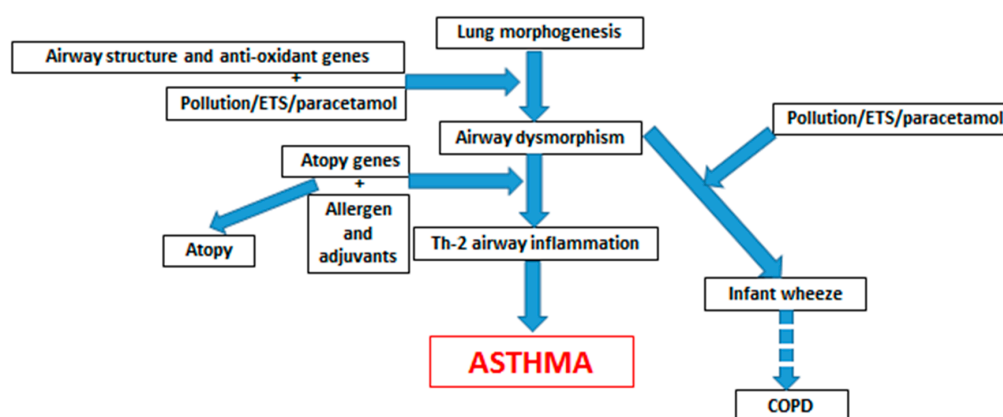 Lung morphogenesis
Airway structure and anti-oxidant genes
+
Pollution/ETS/paracetamol
Pollution/ETS/paracetamol
Airway dysmorphism
Atopy genes
+
Allergen
and
adjuvants
Atopy
Th-2 airway inflammation
Infant wheeze
ASTHMA
COPD